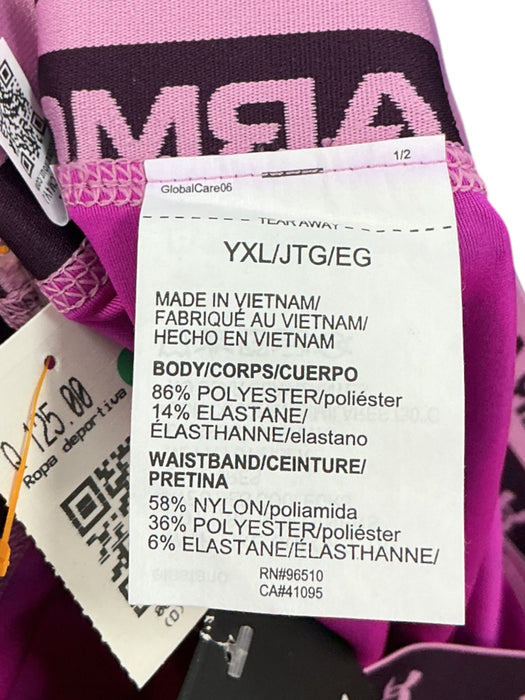 ARMO
1/2
GlobalCare06
TEAR AWAY
YXL/JTG/EG
MADE IN VIETNAM/
FABRIQUÉ AU VIETNAM/
HECHO EN VIETNAM
BODY/CORPS/CUERPO
86% POLYESTER/poliéster
14% ELASTANE/
ÉLASTHANNE/elastano
WAISTBAND/CEINTURE/
PRETINA
58% NYLON/poliamida
36% POLYESTER/poliéster
6% ELASTANE/ÉLASTHANNE/
RN#96510
CA#41095
Q 125.00
Ropa deportiva